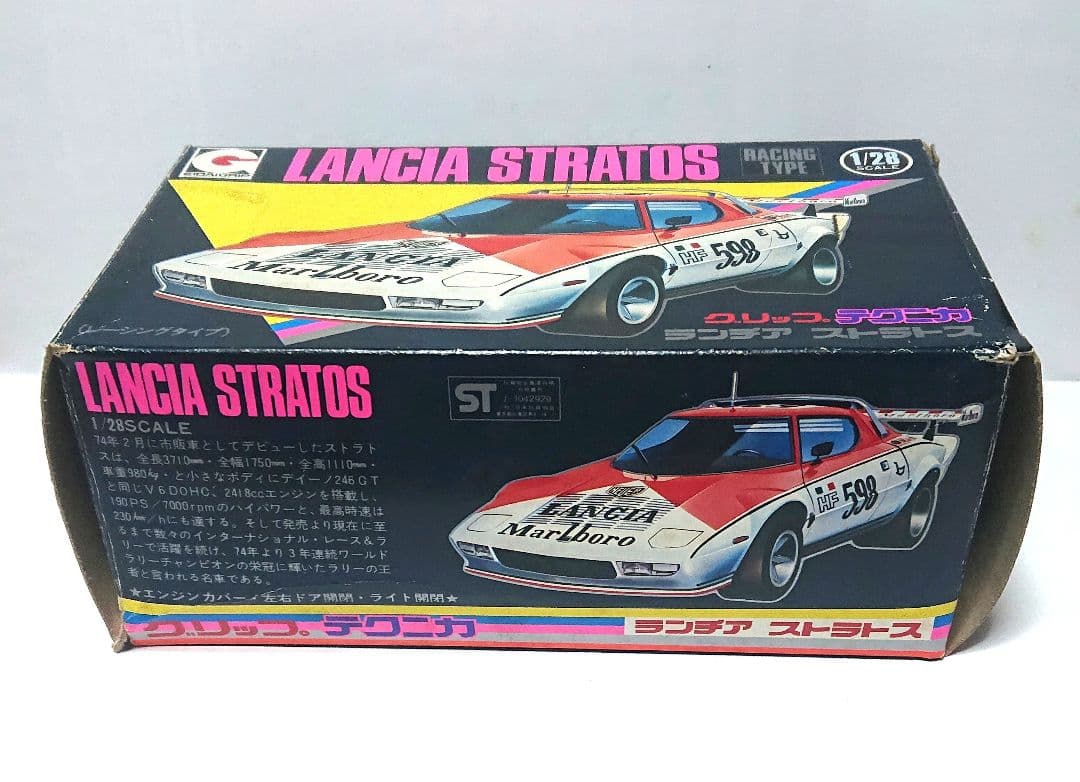 EIDAIGRIP
LANCIA STRATOS
RACING TYPE
1/28
SCALE
LANCIA
Marlboro
HF 598
Marlboro
(レーシングタイプ)
グリップ テクニカ
ランチア ストラトス
LANCIA STRATOS
1/28SCALE
74年2月に市販車としてデビューしたストラト
スは、全長3710mm・全幅1750mm・全高1110mm・
車重980kgと小さなボディにデイーノ246GT
と同じV6DOHC、2418ccエンジンを搭載し、
190PS/7000rpmのハイパワーと、最高時速は
230km/hにも達する。そして発売より現在に至
るまで数々のインターナショナル・レース&ラ
リーで活躍を続け、74年より3年連続ワールド
ラリーチャンピオンの栄冠に輝いたラリーの王
者と言われる名車である。
★エンジンカバー・左右ドア開閉・ライト開閉★
ST
1042929
LANCIA
Marlboro
HF 598
Marlboro
グリップ テクニカ
ランチア ストラトス